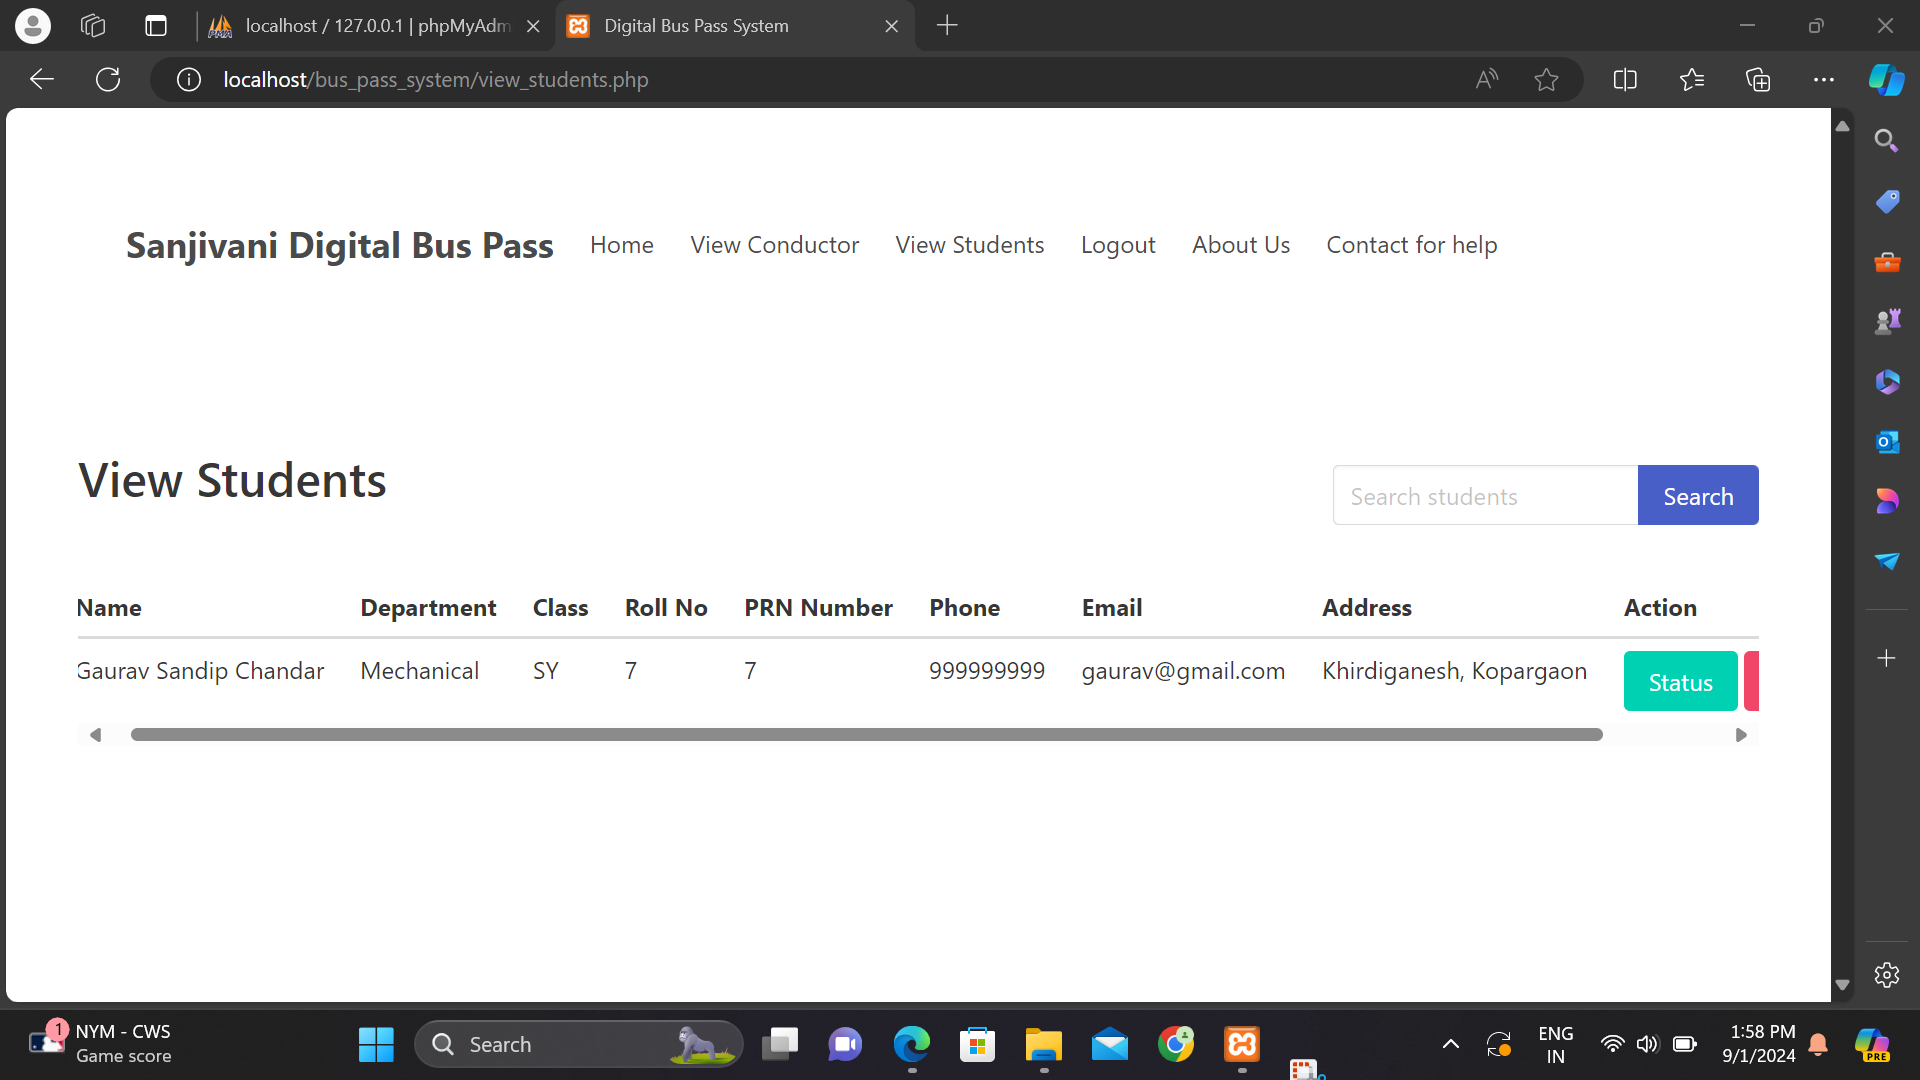 localhost / 127.0.0.1 | phpMyAdm
Digital Bus Pass System
localhost/bus_pass_system/view_students.php
Sanjivani Digital Bus Pass Home View Conductor View Students Logout About Us Contact for help
View Students
Search students Search
Name Department Class Roll No PRN Number Phone Email Address Action
Gaurav Sandip Chandar Mechanical SY 7 7 999999999 gaurav@gmail.com Khirdiganesh, Kopargaon Status
1 NYM - CWS
Game score
Search
ENG
IN
1:58 PM
9/1/2024
PRE